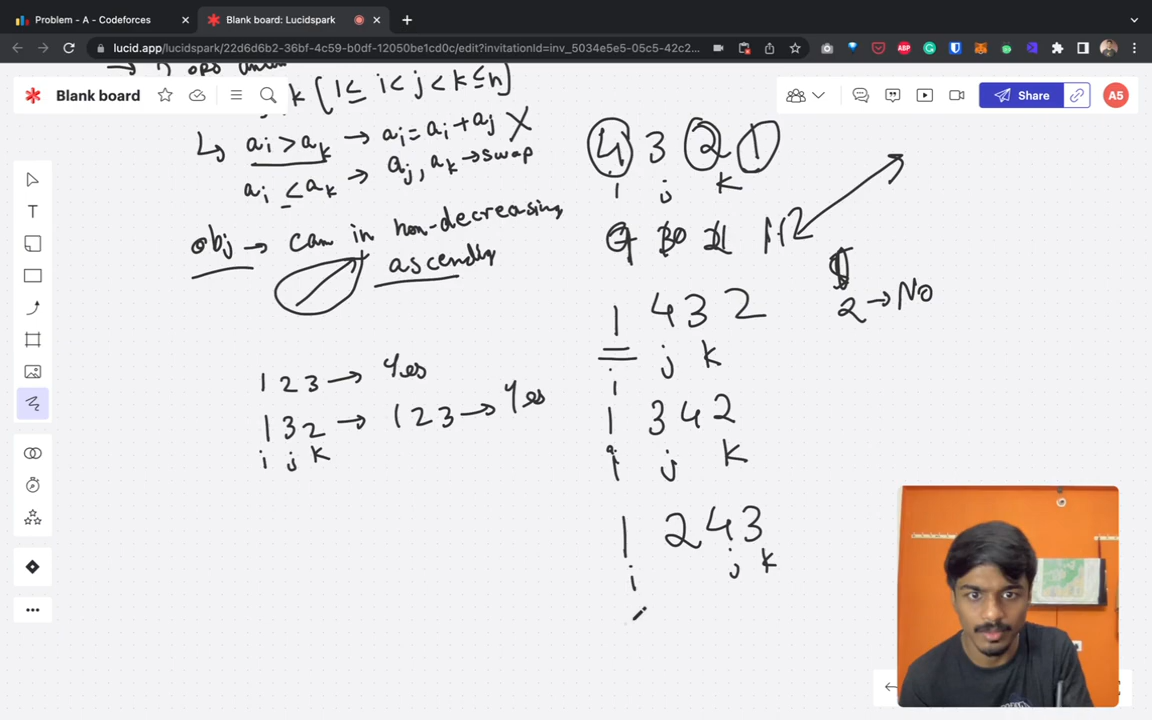 Problem - A - Codeforces
Blank board: Lucidspark
lucid.app/lucidspark/22d6d6b2-36bf-4c59-b0df-12050be1cd0c/edit?invitationId=inv_5034e5e5-05c5-42c2...
ABP
Blank board
Share
A5
T
k [1≤ i<j<k≤n]
ai > ak → ai = ai + aj X
ai ≤ ak → aj, ak → swap
obj → can in non-decreasing
ascending
1 2 3 → Yes
1 3 2 → 1 2 3 → Yes
i j k
4 3 2 1
i j k
2 → No
1 4 3 2
i j k
1 3 4 2
i j k
1 2 4 3
i j k